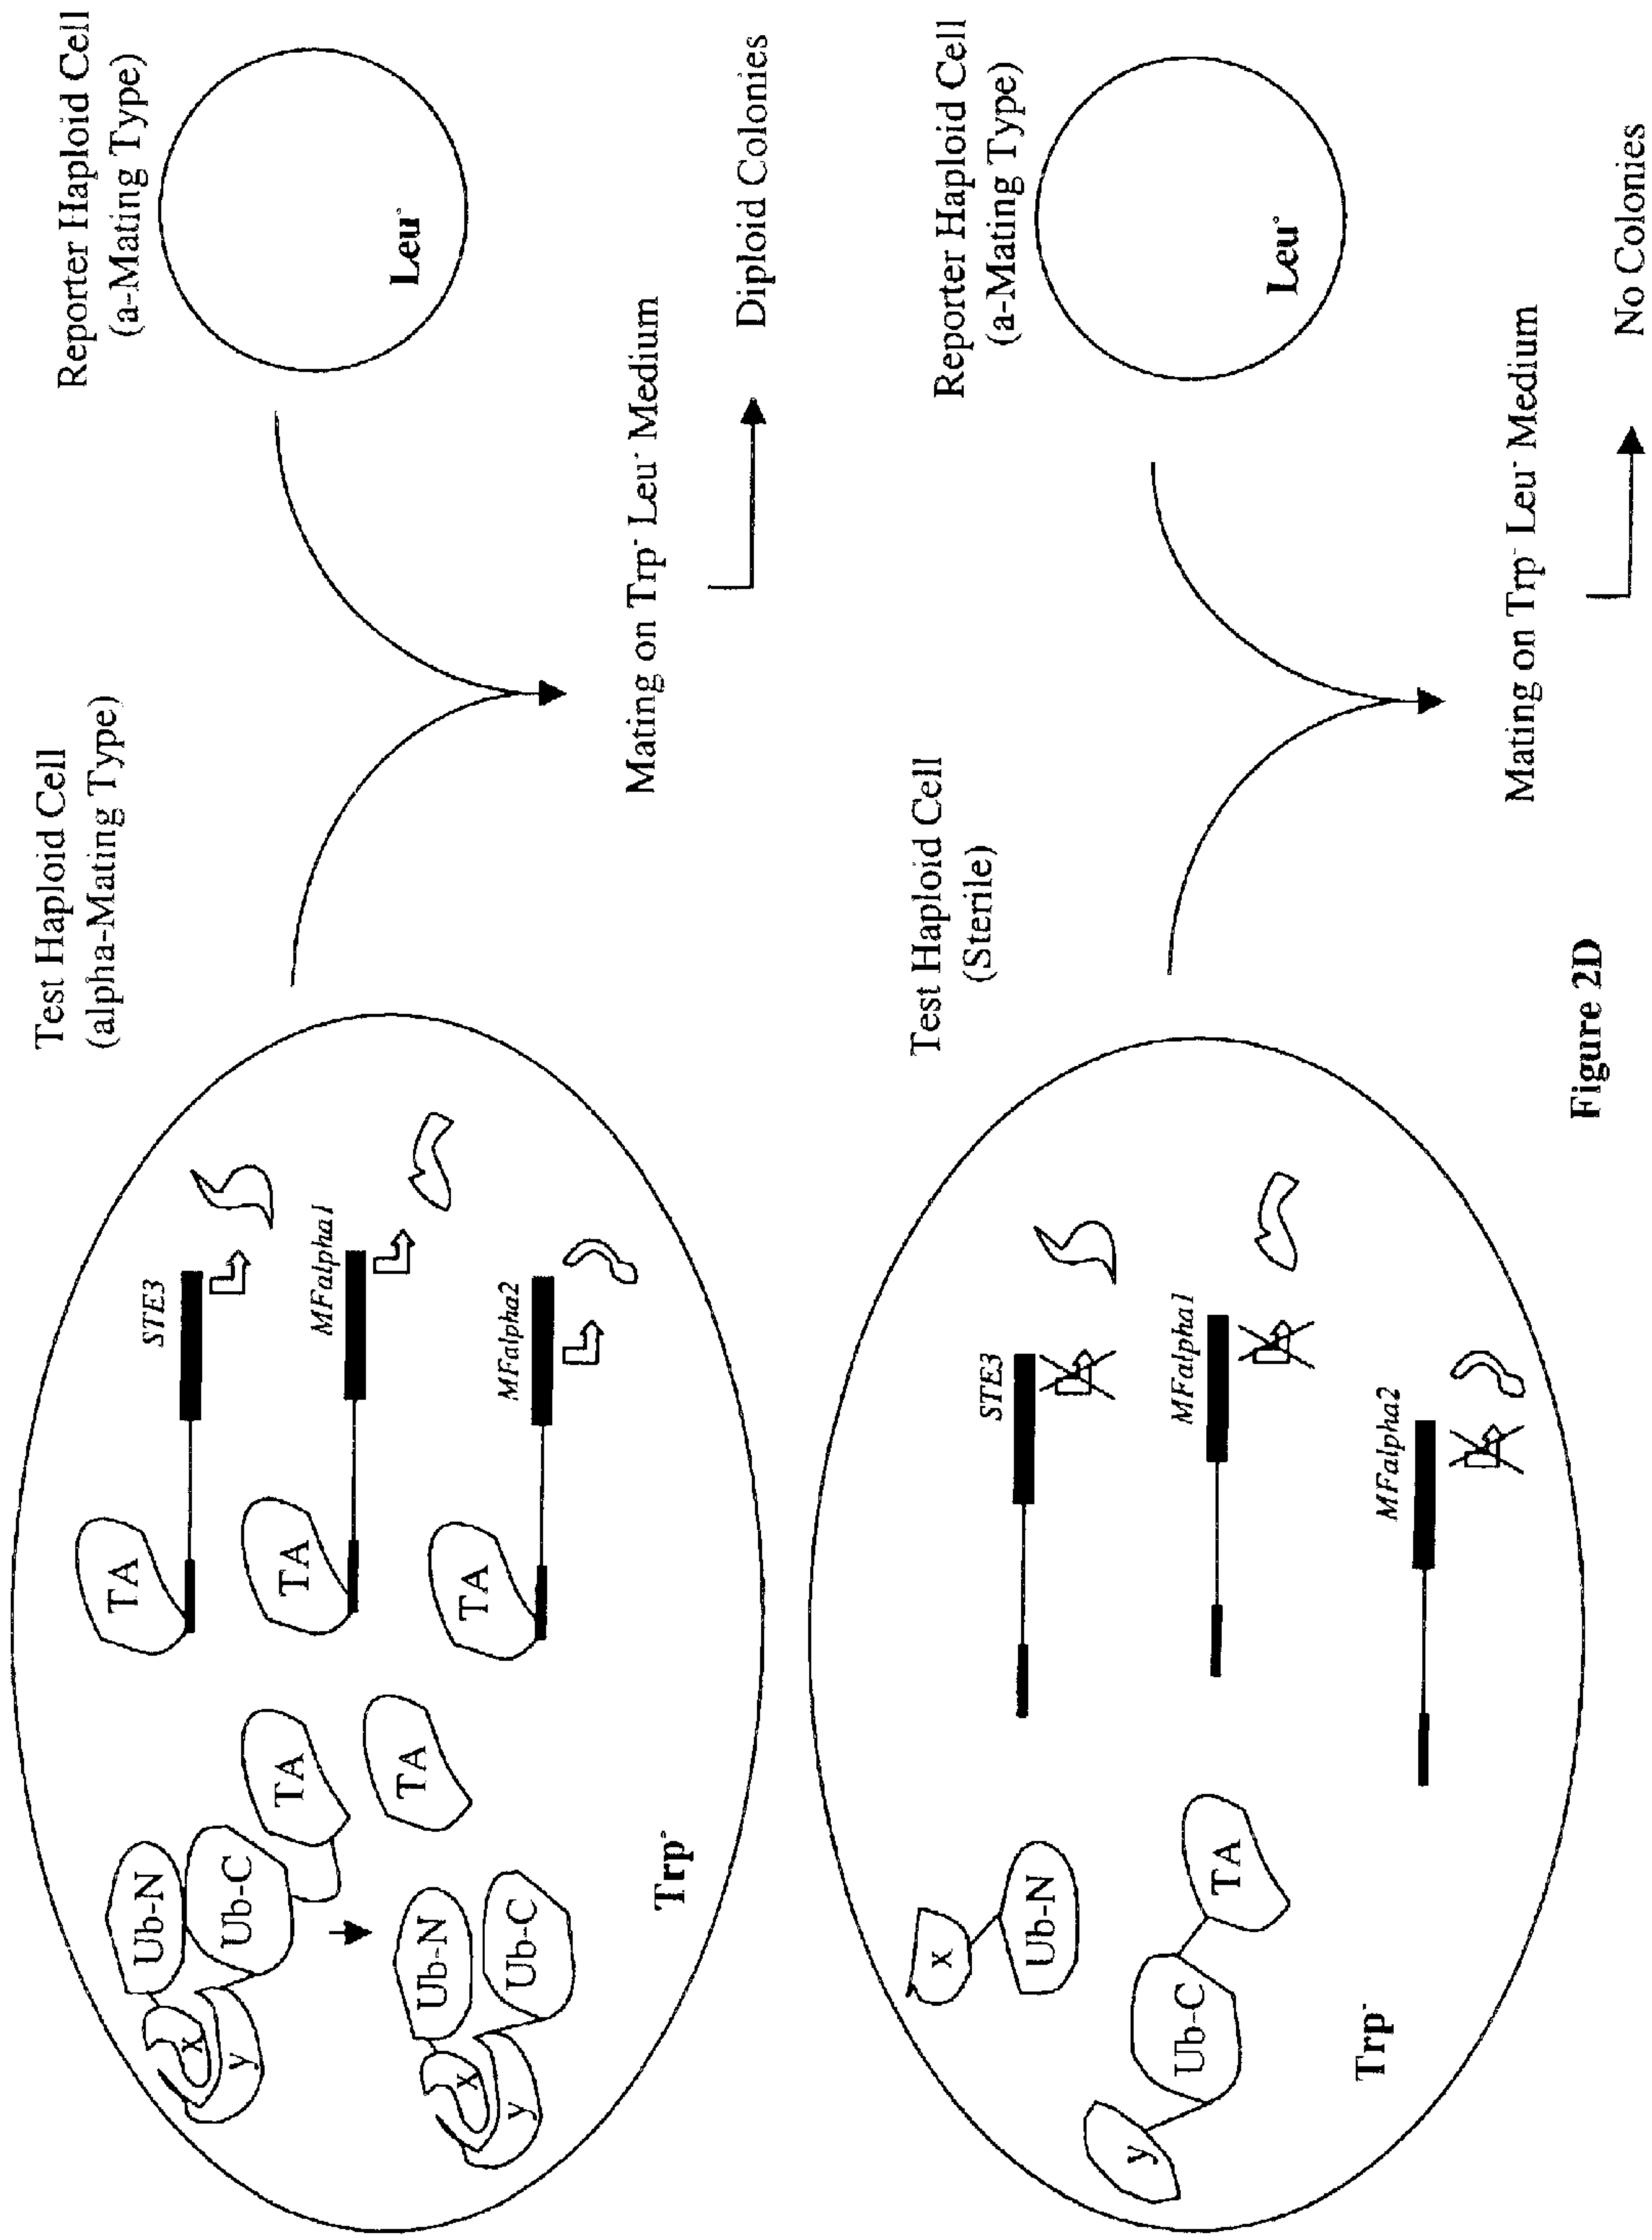 Test Haploid Cell
(alpha-Mating Type)
Reporter Haploid Cell
(a-Mating Type)
Ub-N
Ub-C
x
y
TA
TA
Ub-N
Ub-C
x
y
TA
STE3
TA
MFalpha1
TA
MFalpha2
Trp-
Leu-
Mating on Trp- Leu- Medium
Diploid Colonies
Test Haploid Cell
(Sterile)
Reporter Haploid Cell
(a-Mating Type)
x
Ub-N
y
Ub-C
TA
STE3
MFalpha1
MFalpha2
Trp-
Leu-
Mating on Trp- Leu- Medium
No Colonies
Figure 2D